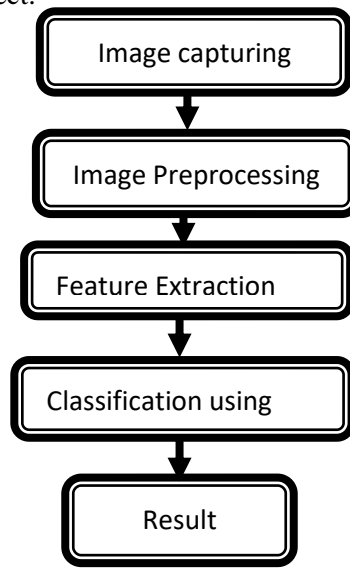 Image capturing
Image Preprocessing
Feature Extraction
Classification using
Result